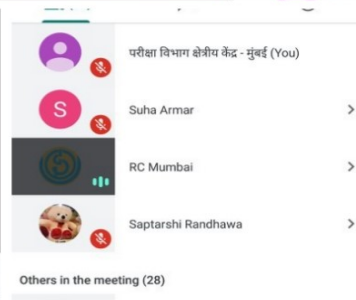 परीक्षा विभाग क्षेत्रीय केंद्र - मुंबई (You)
S
Suha Armar
RC Mumbai
Saptarshi Randhawa
Others in the meeting (28)